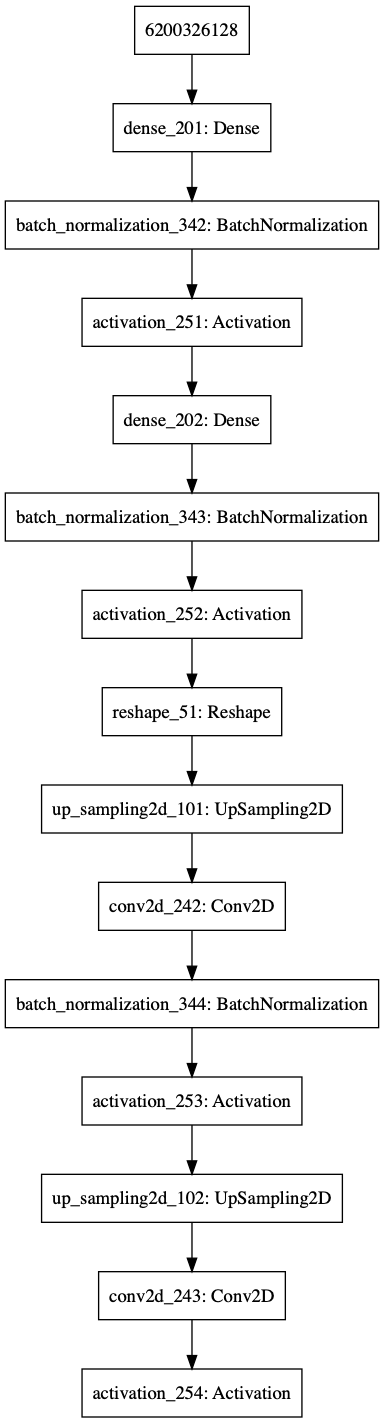 6200326128
dense_201: Dense
batch_normalization_342: BatchNormalization
activation_251: Activation
dense_202: Dense
batch_normalization_343: BatchNormalization
activation_252: Activation
reshape_51: Reshape
up_sampling2d_101: UpSampling2D
conv2d_242: Conv2D
batch_normalization_344: BatchNormalization
activation_253: Activation
up_sampling2d_102: UpSampling2D
conv2d_243: Conv2D
activation_254: Activation